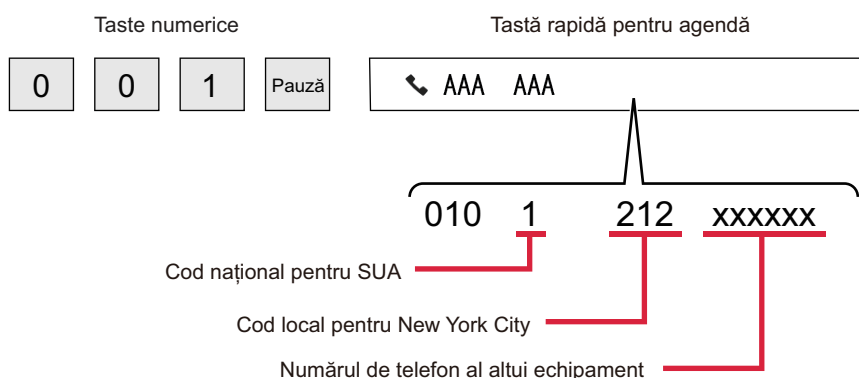 Taste numerice Tastă rapidă pentru agendă
0 0 1 Pauză AAA AAA
010 1 212 xxxxxx
Cod național pentru SUA
Cod local pentru New York City
Numărul de telefon al altui echipament